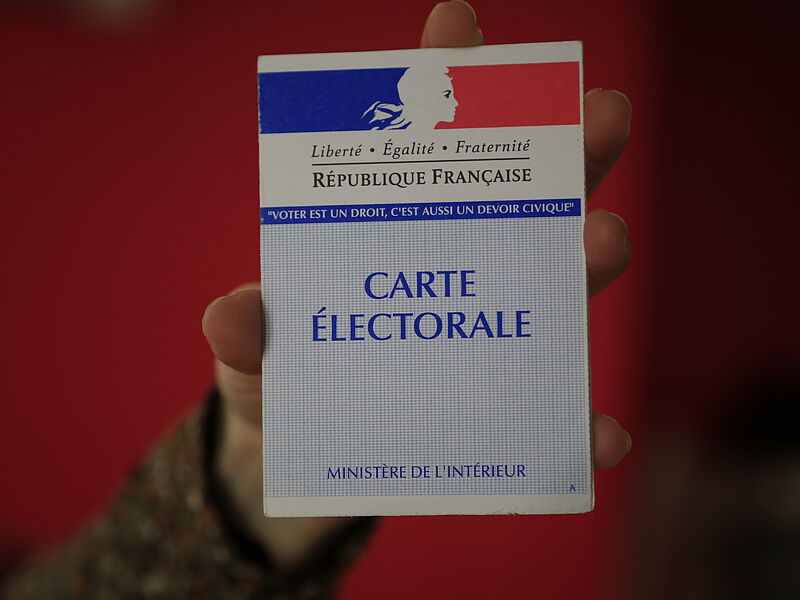 Liberté • Égalité • Fraternité
RÉPUBLIQUE FRANÇAISE
"VOTER EST UN DROIT, C'EST AUSSI UN DEVOIR CIVIQUE"
CARTE
ÉLECTORALE
MINISTÈRE DE L'INTÉRIEUR
A